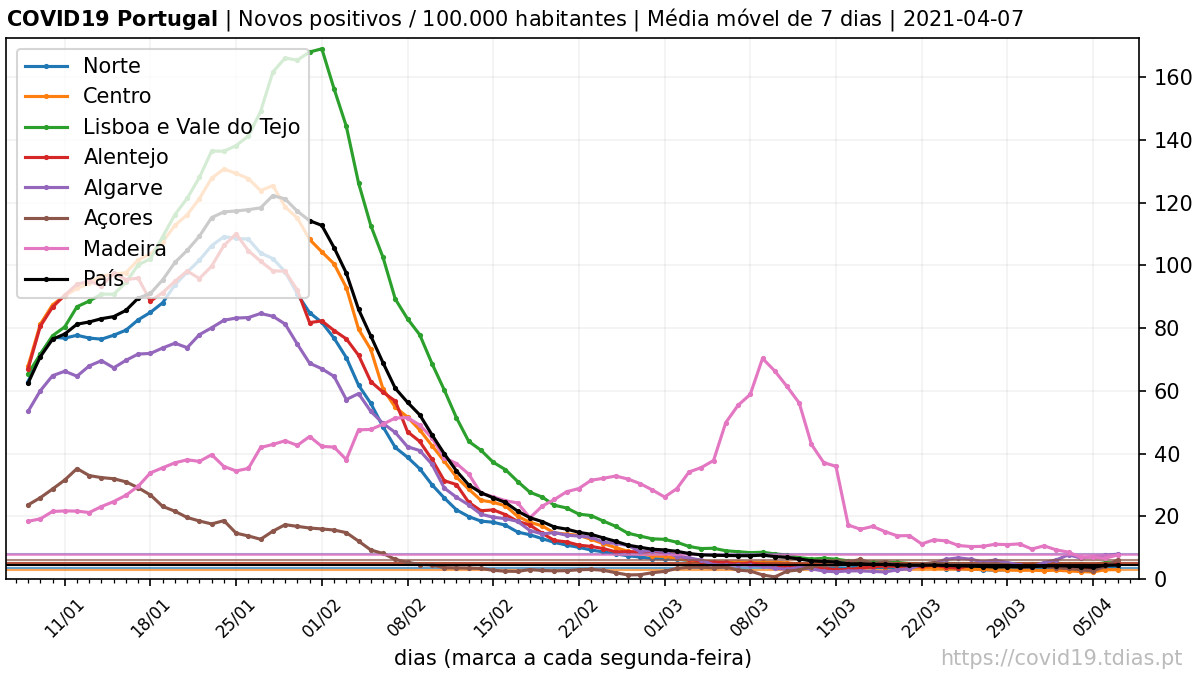 COVID19 Portugal | Novos positivos / 100.000 habitantes | Média móvel de 7 dias | 2021-04-07
Norte
Centro
Lisboa e Vale do Tejo
Alentejo
Algarve
Açores
Madeira
País
160
140
120
100
80
60
40
20
0
11/01
18/01
25/01
01/02
08/02
15/02
22/02
01/03
08/03
15/03
22/03
29/03
05/04
dias (marca a cada segunda-feira)
https://covid19.tdias.pt